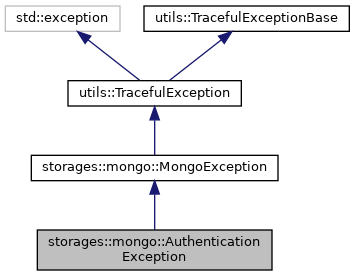 std::exception
utils::TracefulExceptionBase
utils::TracefulException
storages::mongo::MongoException
storages::mongo::Authentication
Exception